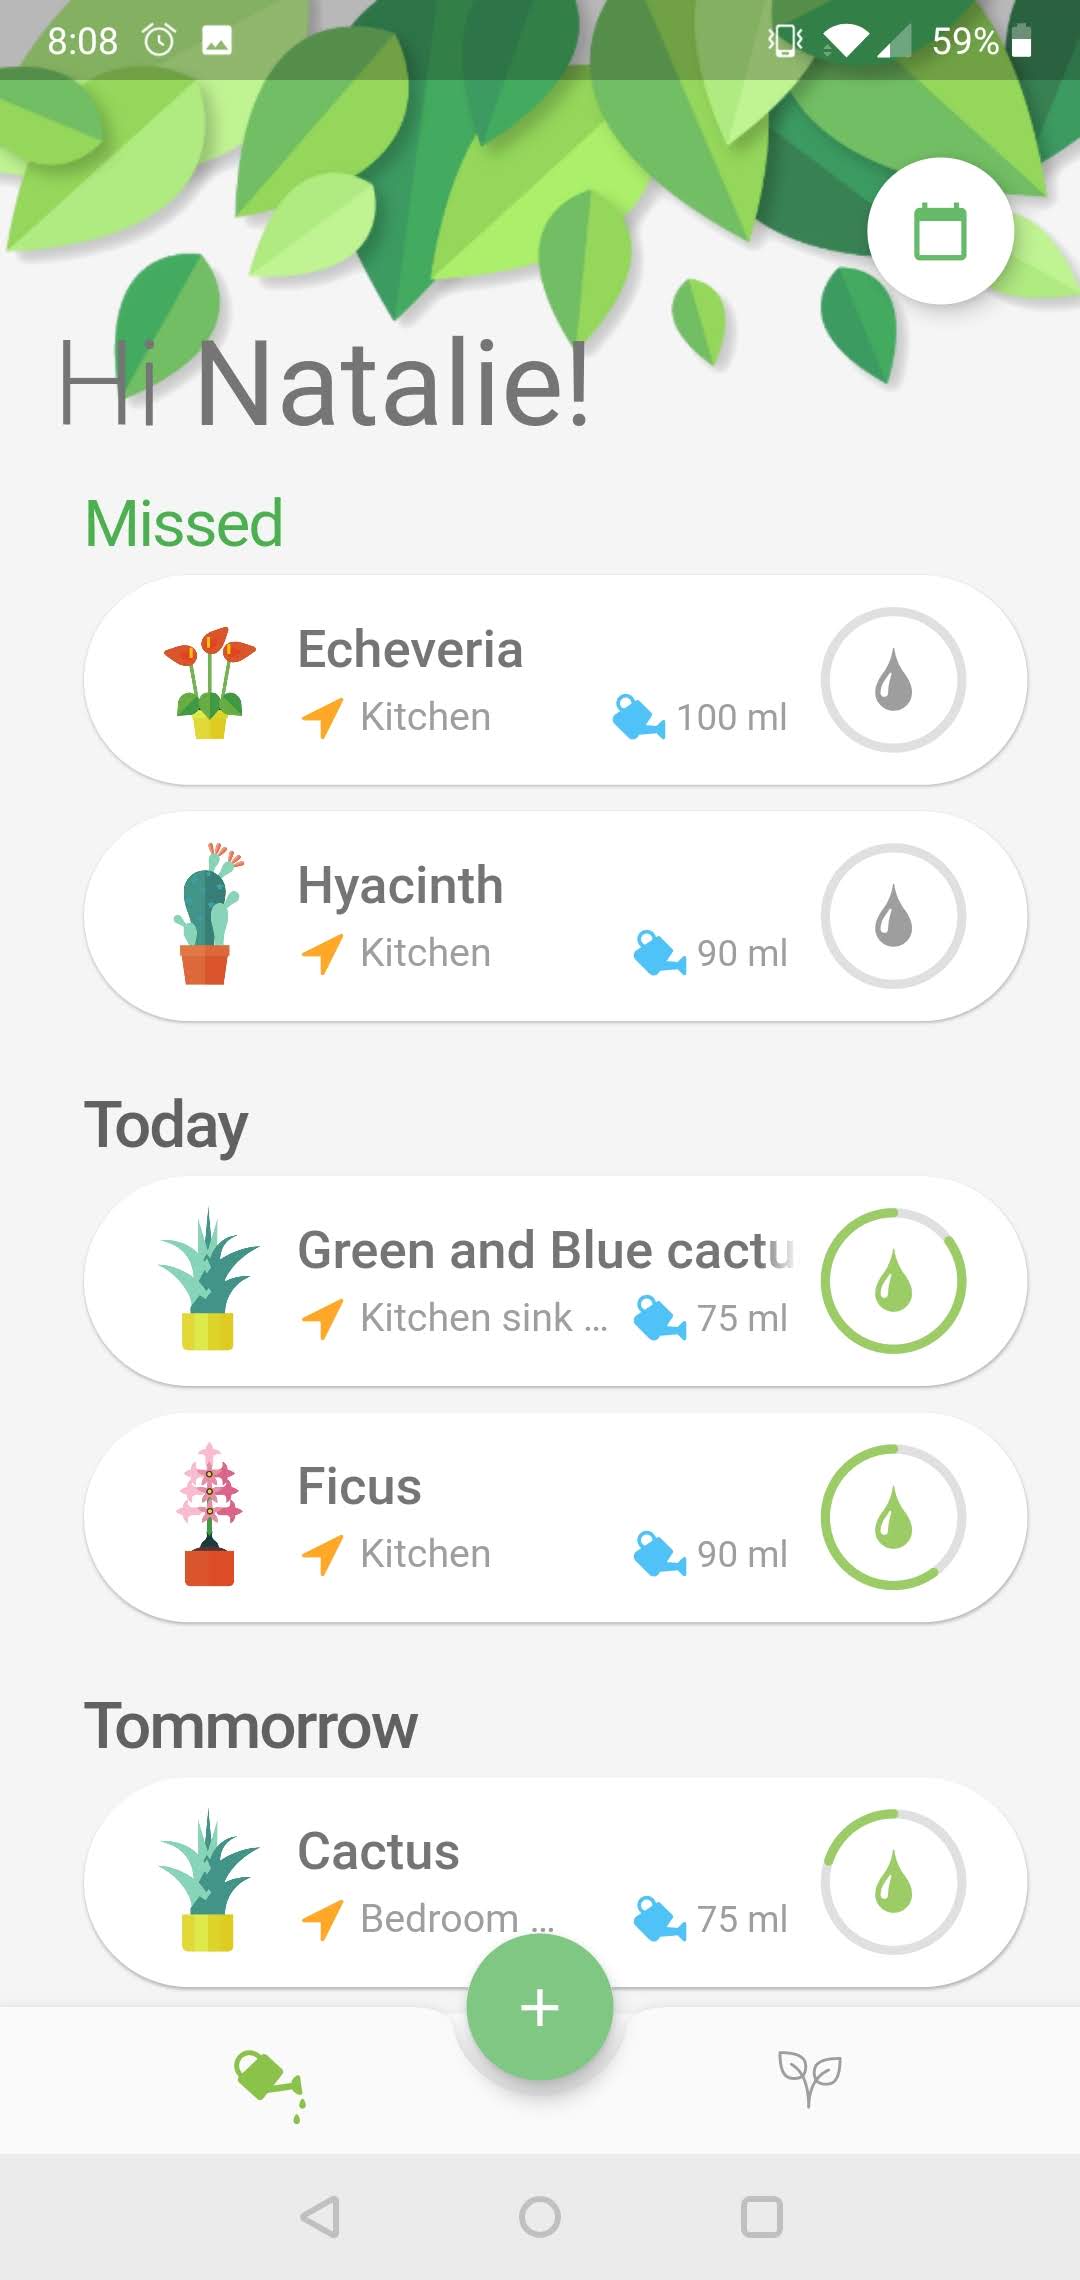 8:08
59%
Hi Natalie!
Missed
Echeveria
Kitchen 100 ml
Hyacinth
Kitchen 90 ml
Today
Green and Blue cactu
Kitchen sink ... 75 ml
Ficus
Kitchen 90 ml
Tommorrow
Cactus
Bedroom ... 75 ml
+